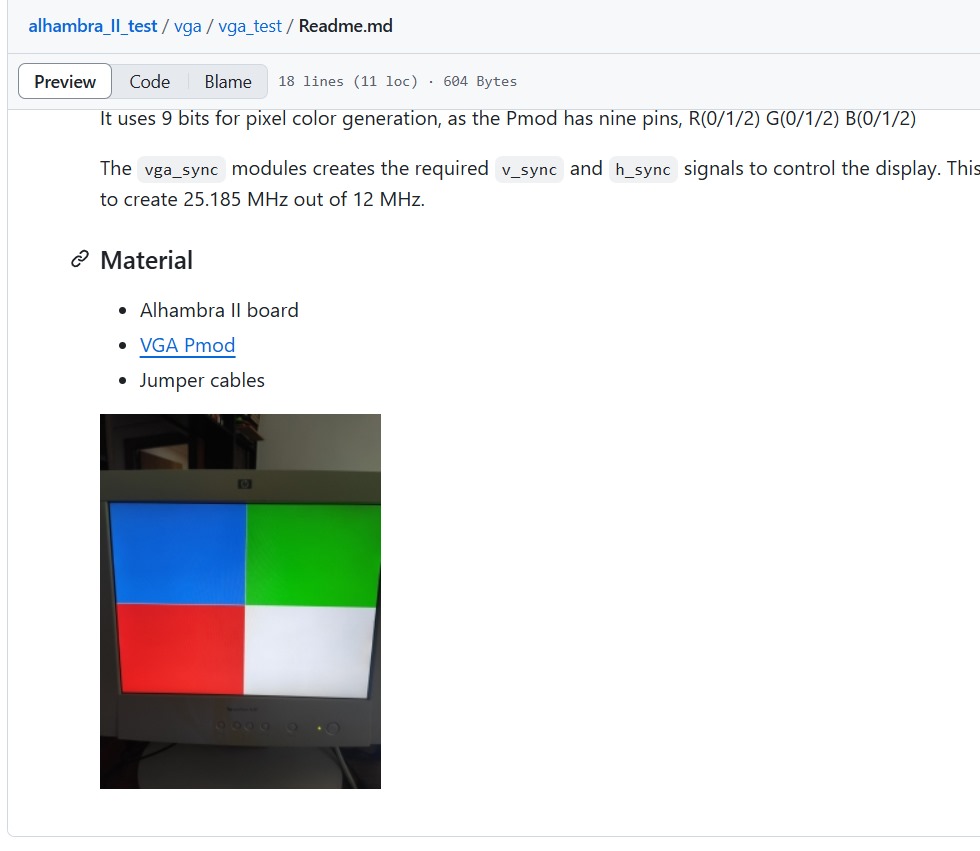 alhambra_II_test / vga / vga_test / Readme.md
Preview Code Blame 18 lines (11 loc) · 604 Bytes
It uses 9 bits for pixel color generation, as the Pmod has nine pins, R(0/1/2) G(0/1/2) B(0/1/2)
The vga_sync modules creates the required v_sync and h_sync signals to control the display. This
to create 25.185 MHz out of 12 MHz.
Material
• Alhambra II board
• VGA Pmod
• Jumper cables
hp